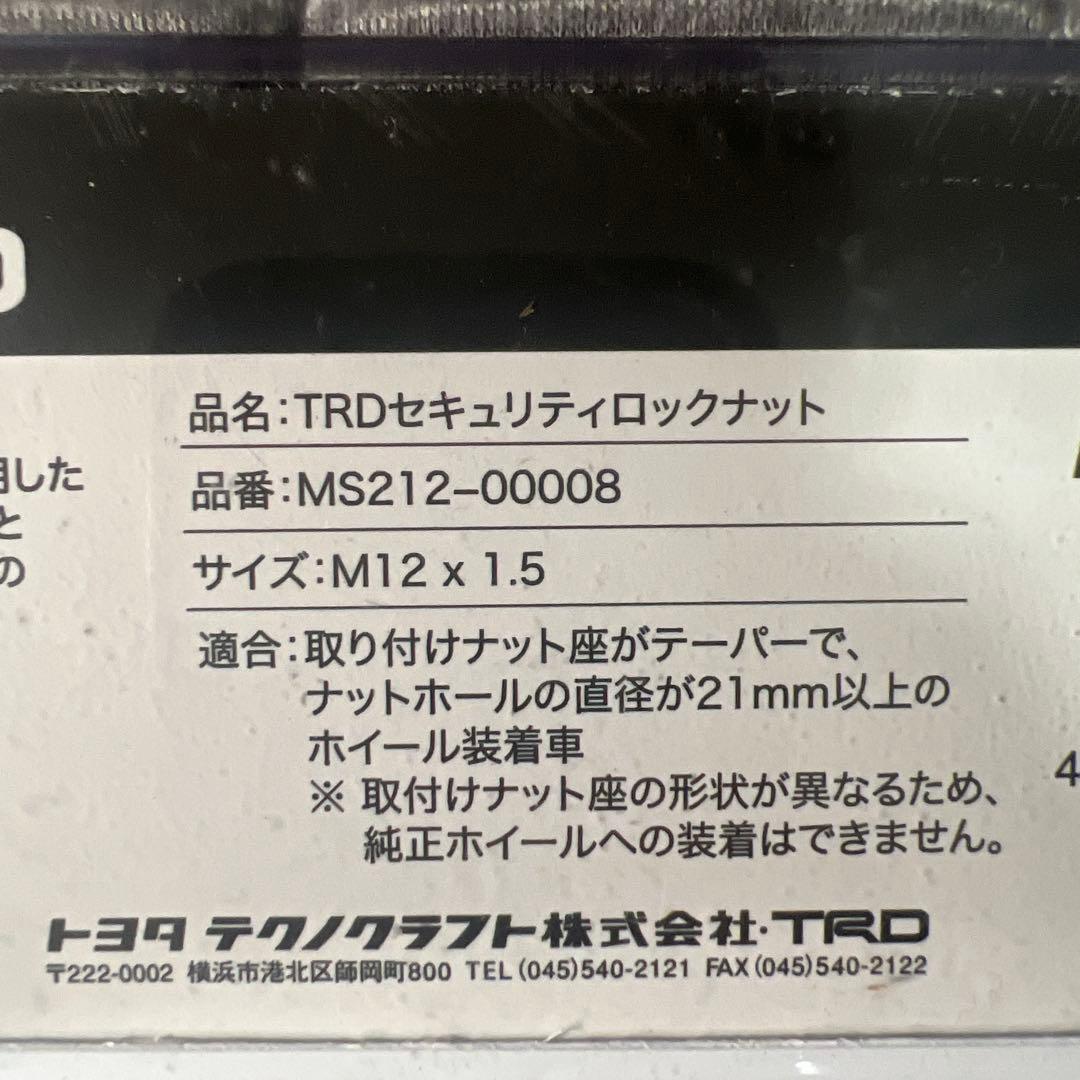 品名:TRDセキュリティロックナット
品番:MS212-00008
した
と
の
サイズ:M12 x 1.5
適合:取り付けナット座がテーパーで、
ナットホールの直径が21mm以上の
ホイール装着車
※ 取付けナット座の形状が異なるため、
純正ホイールへの装着はできません。
4
トヨタ テクノクラフト株式会社・TRD
〒222-0002 横浜市港北区師岡町800 TEL(045)540-2121 FAX(045)540-2122